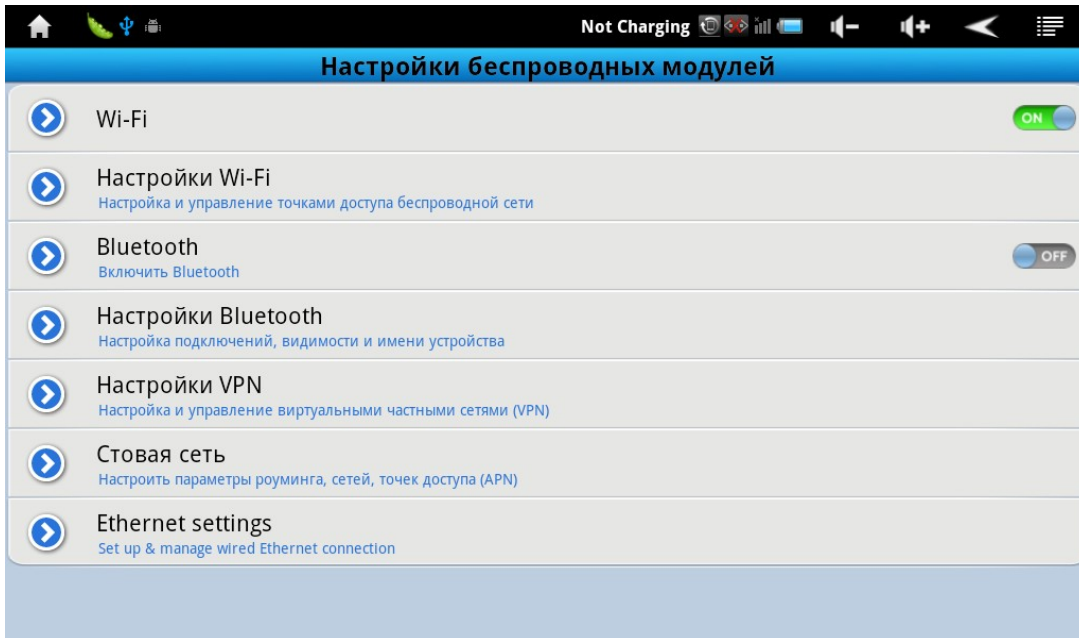 Not Charging
Настройки беспроводных модулей
Wi-Fi
ON
Настройки Wi-Fi
Настройка и управление точками доступа беспроводной сети
Bluetooth
OFF
Включить Bluetooth
Настройки Bluetooth
Настройка подключений, видимости и имени устройства
Настройки VPN
Настройка и управление виртуальными частными сетями (VPN)
Стовая сеть
Настроить параметры роуминга, сетей, точек доступа (APN)
Ethernet settings
Set up & manage wired Ethernet connection